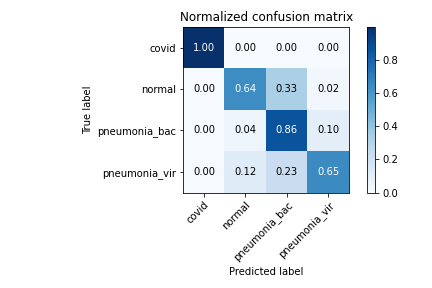 Normalized confusion matrix
True label
covid 1.00 0.00 0.00 0.00
normal 0.00 0.64 0.33 0.02
pneumonia_bac 0.00 0.04 0.86 0.10
pneumonia_vir 0.00 0.12 0.23 0.65
covid normal pneumonia_bac pneumonia_vir
Predicted label
0.8
0.6
0.4
0.2
0.0